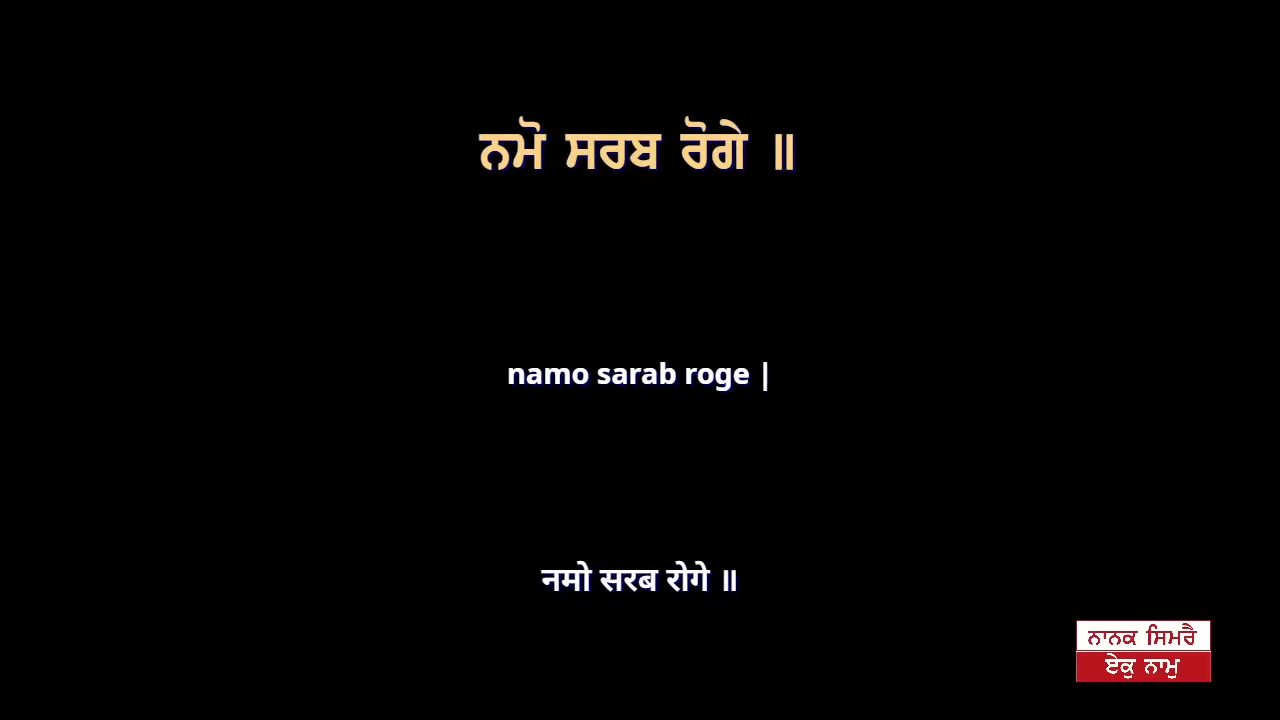 ਨਮੋ ਸਰਬ ਰੋਗੇ ॥
namo sarab roge |
नमो सरब रोगे ॥
ਨਾਨਕ ਸਿਮਰੈ
ਏਕੁ ਨਾਮੁ